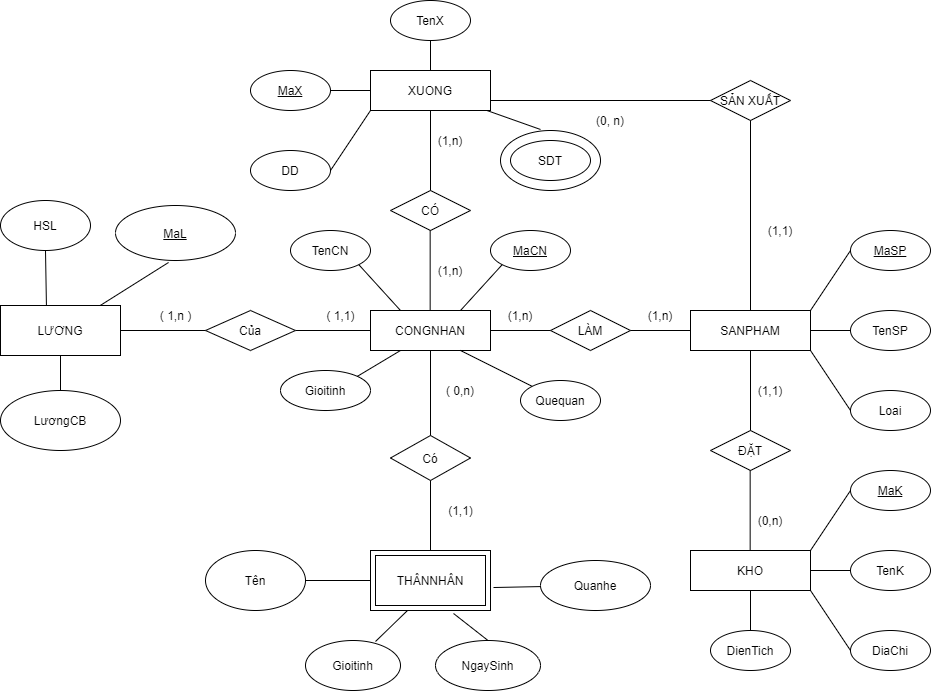 TenX
MaX
XUONG
SẢN XUẤT
(0, n)
(1,n)
SDT
DD
CÓ
HSL
MaL
(1,1)
TenCN
MaCN
MaSP
(1,n)
LƯƠNG
( 1,n )
Của
( 1,1)
CONGNHAN
(1,n)
LÀM
(1,n)
SANPHAM
TenSP
Gioitinh
( 0,n)
Quequan
(1,1)
Loai
LươngCB
Có
ĐẶT
MaK
(1,1)
(0,n)
Tên
THÂNNHÂN
Quanhe
KHO
TenK
Gioitinh
NgaySinh
DienTich
DiaChi